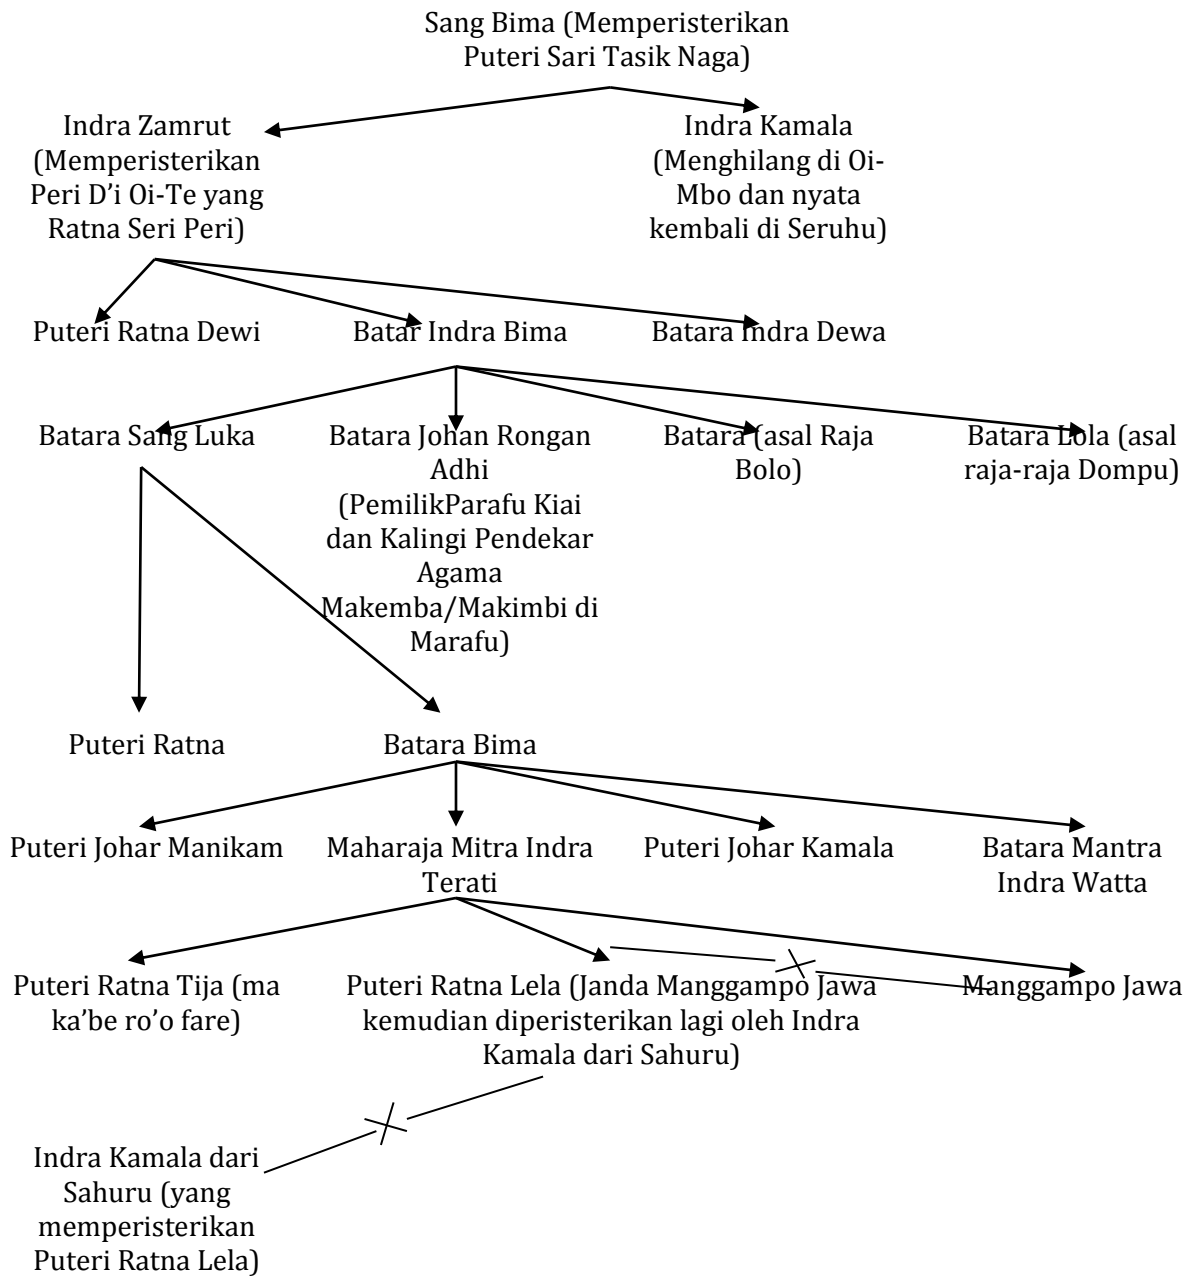 Sang Bima (Memperisterikan
Puteri Sari Tasik Naga)
Indra Zamrut
(Memperisterikan
Peri D’i Oi-Te yang
Ratna Seri Peri)
Indra Kamala
(Menghilang di Oi-
Mbo dan nyata
kembali di Seruhu)
Puteri Ratna Dewi
Batar Indra Bima
Batara Indra Dewa
Batara Sang Luka
Batara Johan Rongan
Adhi
(PemilikParafu Kiai
dan Kalingi Pendekar
Agama
Makemba/Makimbi di
Marafu)
Batara (asal Raja
Bolo)
Batara Lola (asal
raja-raja Dompu)
Puteri Ratna
Batara Bima
Puteri Johar Manikam
Maharaja Mitra Indra
Terati
Puteri Johar Kamala
Batara Mantra
Indra Watta
Puteri Ratna Tija (ma
ka’be ro’o fare)
Puteri Ratna Lela (Janda Manggampo Jawa
kemudian diperisterikan lagi oleh Indra
Kamala dari Sahuru)
Manggampo Jawa
Indra Kamala dari
Sahuru (yang
memperisterikan
Puteri Ratna Lela)